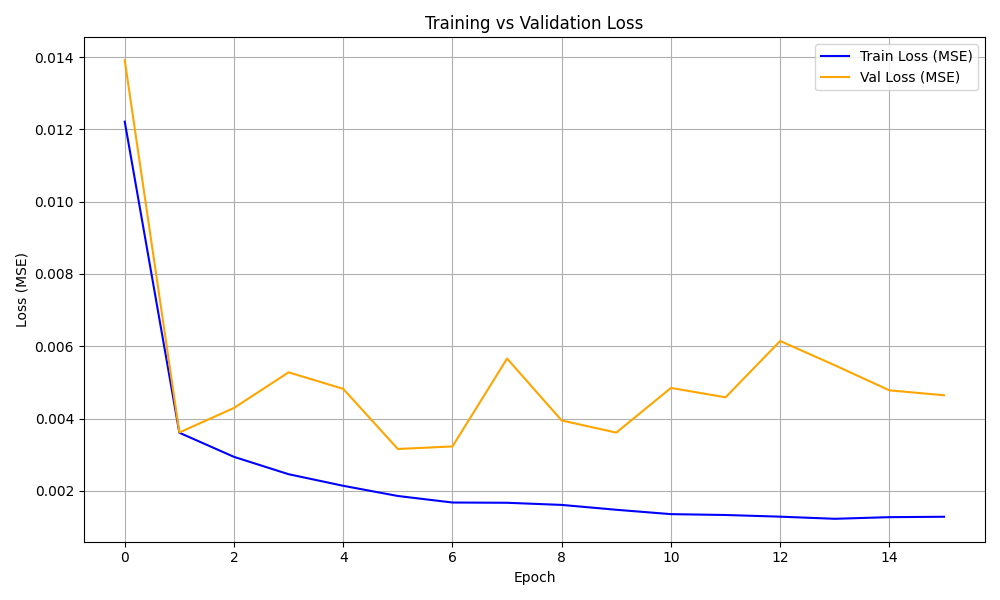 Training vs Validation Loss
Train Loss (MSE)
Val Loss (MSE)
Loss (MSE)
0.014
0.012
0.010
0.008
0.006
0.004
0.002
0 2 4 6 8 10 12 14
Epoch